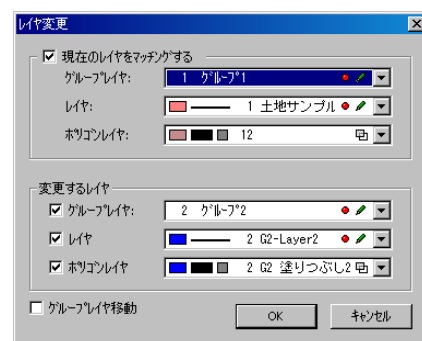 レイヤ変更
現在のレイヤをマッチングする
グループレイヤ: 1 グループ1
レイヤ: 1 土地サンプル
ポリゴンレイヤ: 12
変更するレイヤ
グループレイヤ: 2 グループ2
レイヤ 2 G2-Layer2
ポリゴンレイヤ 2 G2 塗りつぶし2
グループレイヤ移動
OK キャンセル